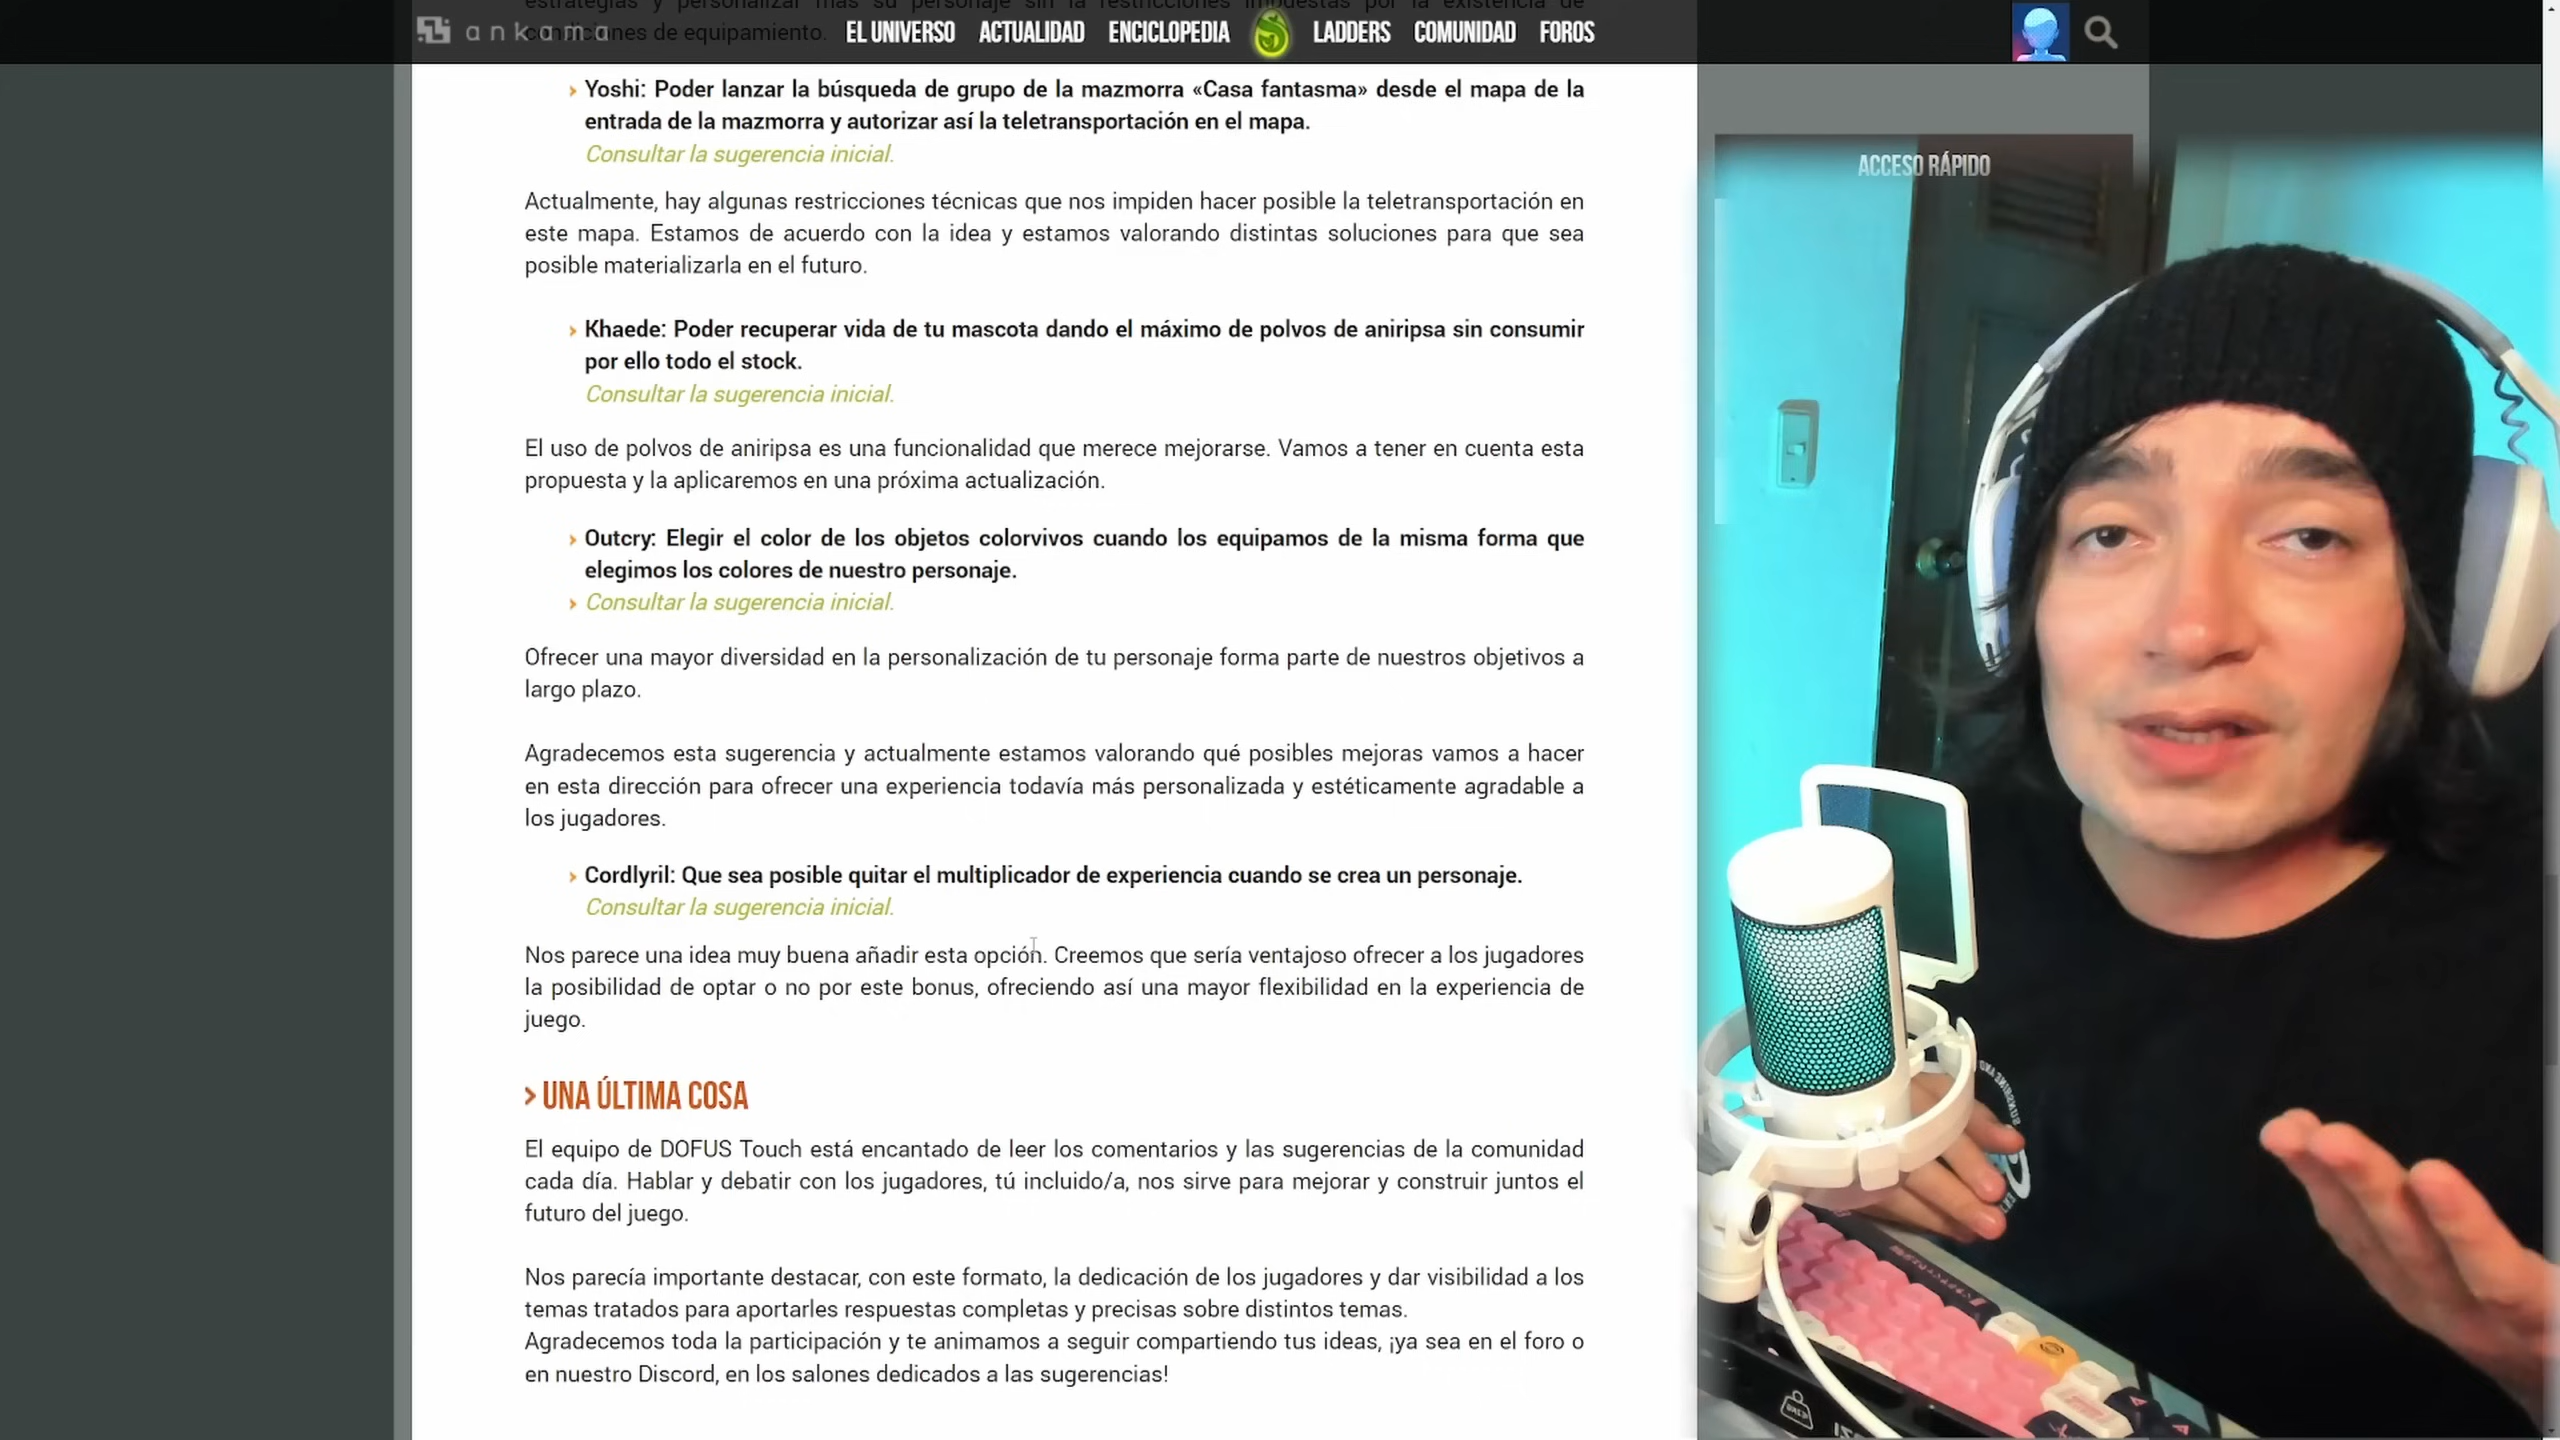 estrategias y personalizar más su personaje sin la restricciones impuestas por la existencia de
condiciones de equipamiento.
ankama
EL UNIVERSO
ACTUALIDAD
ENCICLOPEDIA
LADDERS
COMUNIDAD
FOROS
› Yoshi: Poder lanzar la búsqueda de grupo de la mazmorra «Casa fantasma» desde el mapa de la
entrada de la mazmorra y autorizar así la teletransportación en el mapa.
Consultar la sugerencia inicial.
Actualmente, hay algunas restricciones técnicas que nos impiden hacer posible la teletransportación en
este mapa. Estamos de acuerdo con la idea y estamos valorando distintas soluciones para que sea
posible materializarla en el futuro.
› Khaede: Poder recuperar vida de tu mascota dando el máximo de polvos de aniripsa sin consumir
por ello todo el stock.
Consultar la sugerencia inicial.
El uso de polvos de aniripsa es una funcionalidad que merece mejorarse. Vamos a tener en cuenta esta
propuesta y la aplicaremos en una próxima actualización.
› Outcry: Elegir el color de los objetos colorvivos cuando los equipamos de la misma forma que
elegimos los colores de nuestro personaje.
› Consultar la sugerencia inicial.
Ofrecer una mayor diversidad en la personalización de tu personaje forma parte de nuestros objetivos a
largo plazo.
Agradecemos esta sugerencia y actualmente estamos valorando qué posibles mejoras vamos a hacer
en esta dirección para ofrecer una experiencia todavía más personalizada y estéticamente agradable a
los jugadores.
› Cordlyril: Que sea posible quitar el multiplicador de experiencia cuando se crea un personaje.
Consultar la sugerencia inicial.
Nos parece una idea muy buena añadir esta opción. Creemos que sería ventajoso ofrecer a los jugadores
la posibilidad de optar o no por este bonus, ofreciendo así una mayor flexibilidad en la experiencia de
juego.
› UNA ÚLTIMA COSA
El equipo de DOFUS Touch está encantado de leer los comentarios y las sugerencias de la comunidad
cada día. Hablar y debatir con los jugadores, tú incluido/a, nos sirve para mejorar y construir juntos el
futuro del juego.
Nos parecía importante destacar, con este formato, la dedicación de los jugadores y dar visibilidad a los
temas tratados para aportarles respuestas completas y precisas sobre distintos temas.
Agradecemos toda la participación y te animamos a seguir compartiendo tus ideas, ¡ya sea en el foro o
en nuestro Discord, en los salones dedicados a las sugerencias!
ACCESO RÁPIDO